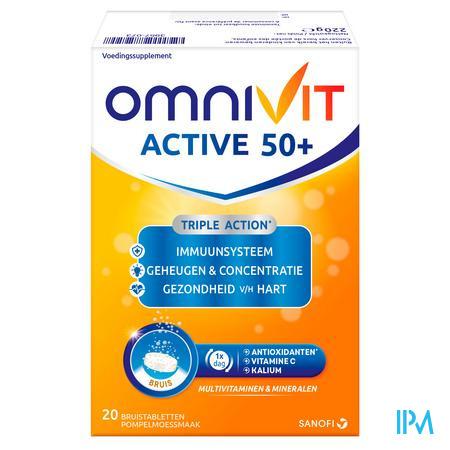 220g
Voedingssupplement
OMNIVIT
ACTIVE 50+
TRIPLE ACTION*
IMMUUNSYSTEEM
GEHEUGEN & CONCENTRATIE
GEZONDHEID V/H HART
BRUIS
1x
dag
+ ANTIOXIDANTEN*
+ VITAMINE C
+ KALIUM
MULTIVITAMINEN & MINERALEN
20 BRUISTABLETTEN
POMPELMOESSMAAK
SANOFI
IPM